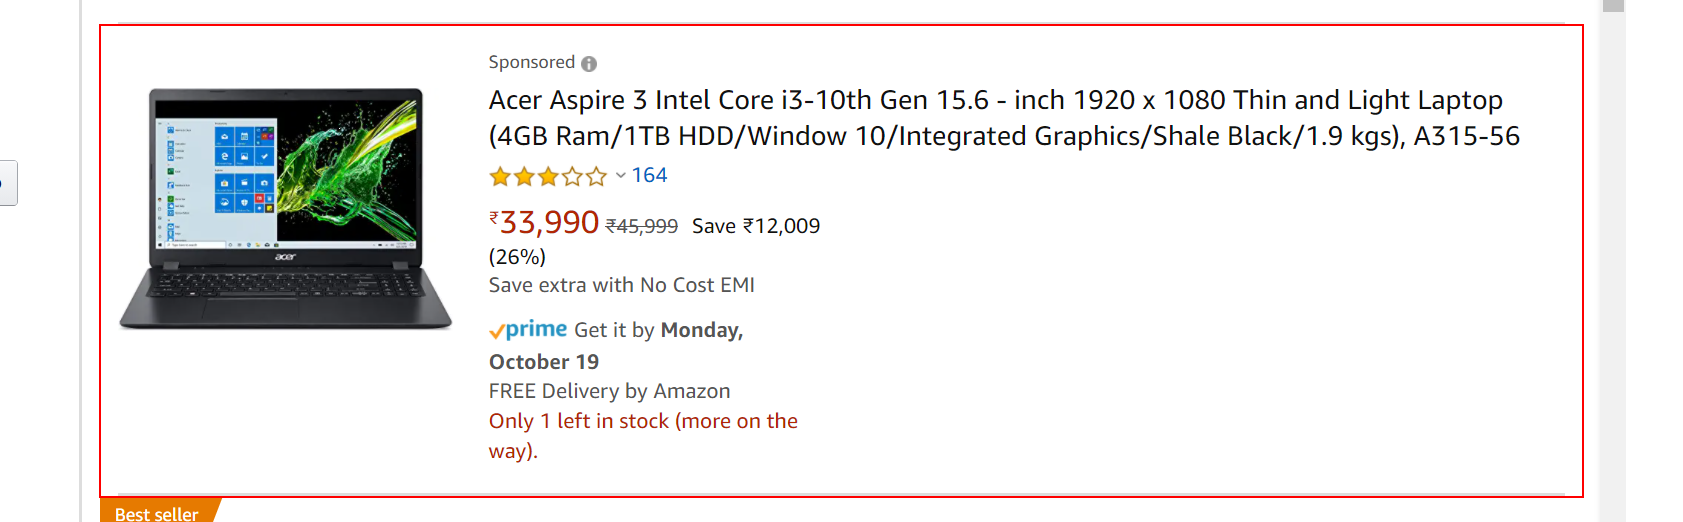 Sponsored
Acer Aspire 3 Intel Core i3-10th Gen 15.6 - inch 1920 x 1080 Thin and Light Laptop
(4GB Ram/1TB HDD/Window 10/Integrated Graphics/Shale Black/1.9 kgs), A315-56
164
₹33,990 ₹45,999 Save ₹12,009
(26%)
Save extra with No Cost EMI
prime Get it by Monday,
October 19
FREE Delivery by Amazon
Only 1 left in stock (more on the
way).
acer
Best seller